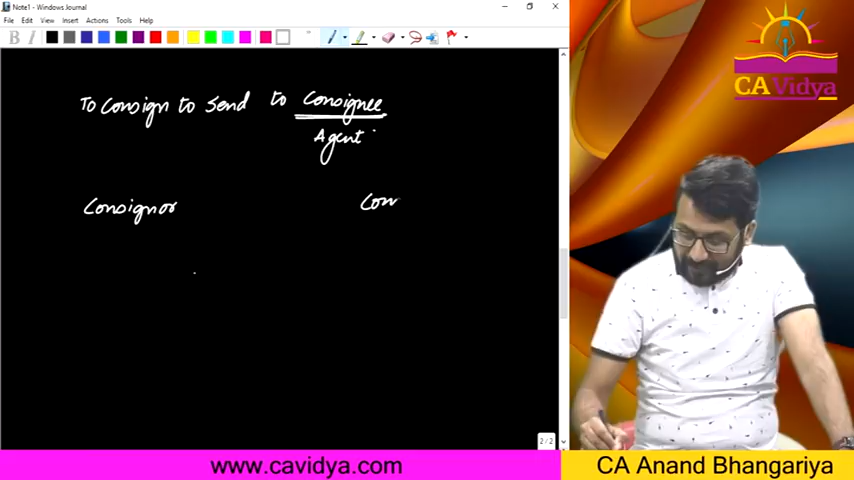 Note1 - Windows Journal
File Edit View Insert Actions Tools Help
B I
To Consign to Send to Consignee
Agent
Consignor Con
2 / 2
CA Vidya
www.cavidya.com
CA Anand Bhangariya